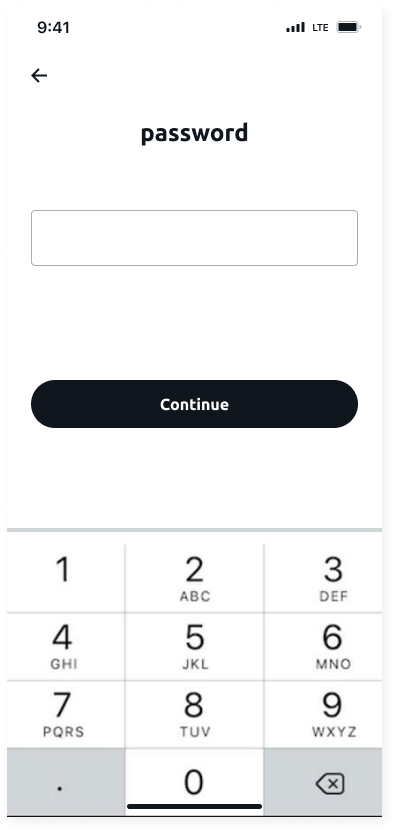 9:41 LTE
password
Continue
1 2 3
ABC DEF
4 5 6
GHI JKL MNO
7 8 9
PQRS TUV WXYZ
. 0